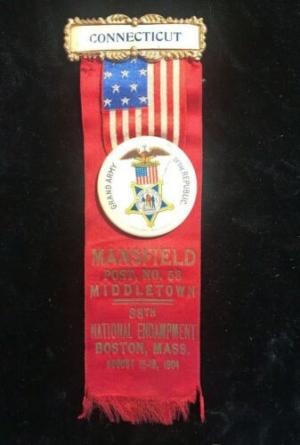 CONNECTICUT
GRAND ARMY OF THE REPUBLIC
MANSFIELD
POST, NO. 53
MIDDLETOWN
38TH
NATIONAL ENCAMPMENT
BOSTON, MASS.
AUGUST 15-19, 1904